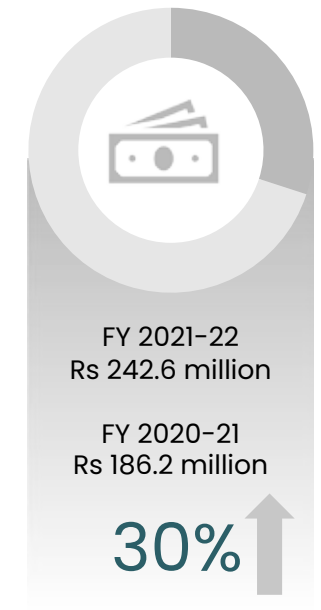 FY 2021-22
Rs 242.6 million
FY 2020-21
Rs 186.2 million
30%